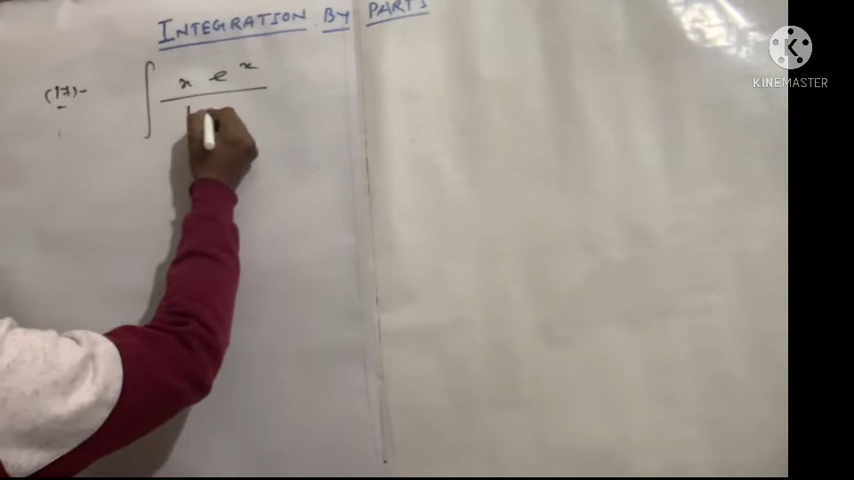 INTEGRATION BY PARTS
(17)- ∫ x e^x
KINEMASTER